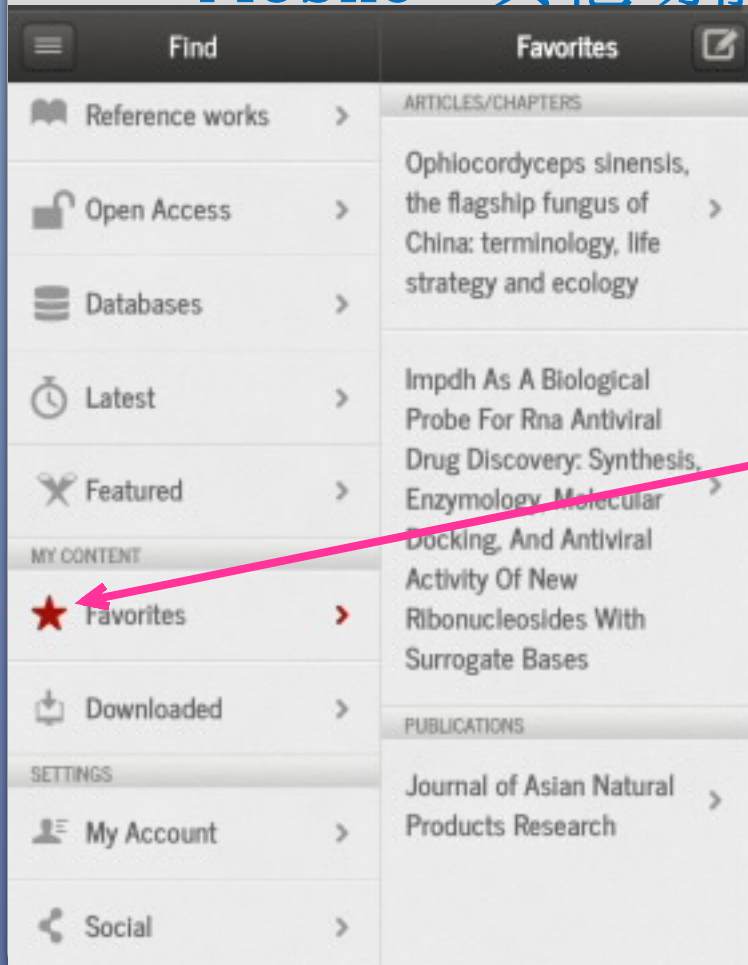 Find
Reference works
Open Access
Databases
Latest
Featured
MY CONTENT
Favorites
Downloaded
SETTINGS
My Account
Social
Favorites
ARTICLES/CHAPTERS
Ophiocordyceps sinensis,
the flagship fungus of
China: terminology, life
strategy and ecology
Impdh As A Biological
Probe For Rna Antiviral
Drug Discovery: Synthesis,
Enzymology, Molecular
Docking, And Antiviral
Activity Of New
Ribonucleosides With
Surrogate Bases
PUBLICATIONS
Journal of Asian Natural
Products Research